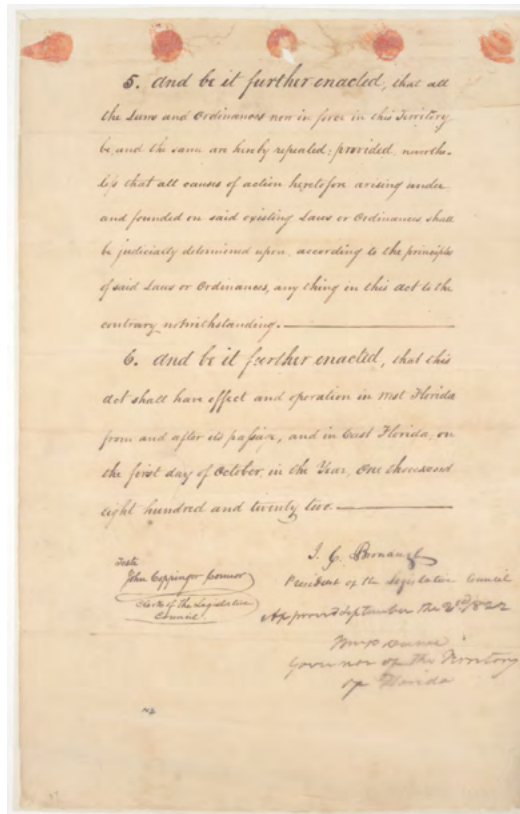 5. And be it further enacted, that all
the Laws and Ordinances now in force in this Territory
be, and the same are hereby repealed; provided, neverthe-
less that all causes of action heretofore arising under
and founded on said existing Laws or Ordinances shall
be judicially determined upon, according to the principles
of said Laws or Ordinances, any thing in this act to the
contrary notwithstanding.
6. And be it further enacted, that this
act shall have effect and operation in West Florida
from and after its passage, and in East Florida, on
the first day of October, in the Year, One thousand
eight hundred and twenty two.
Teste
John Coppinger Connor
Clerk of the Legislative
Council
J. C. Bronaugh
President of the Legislative Council
Approved September the 2nd 1822
Wm P. Duval
Governor of the Territory
of Florida